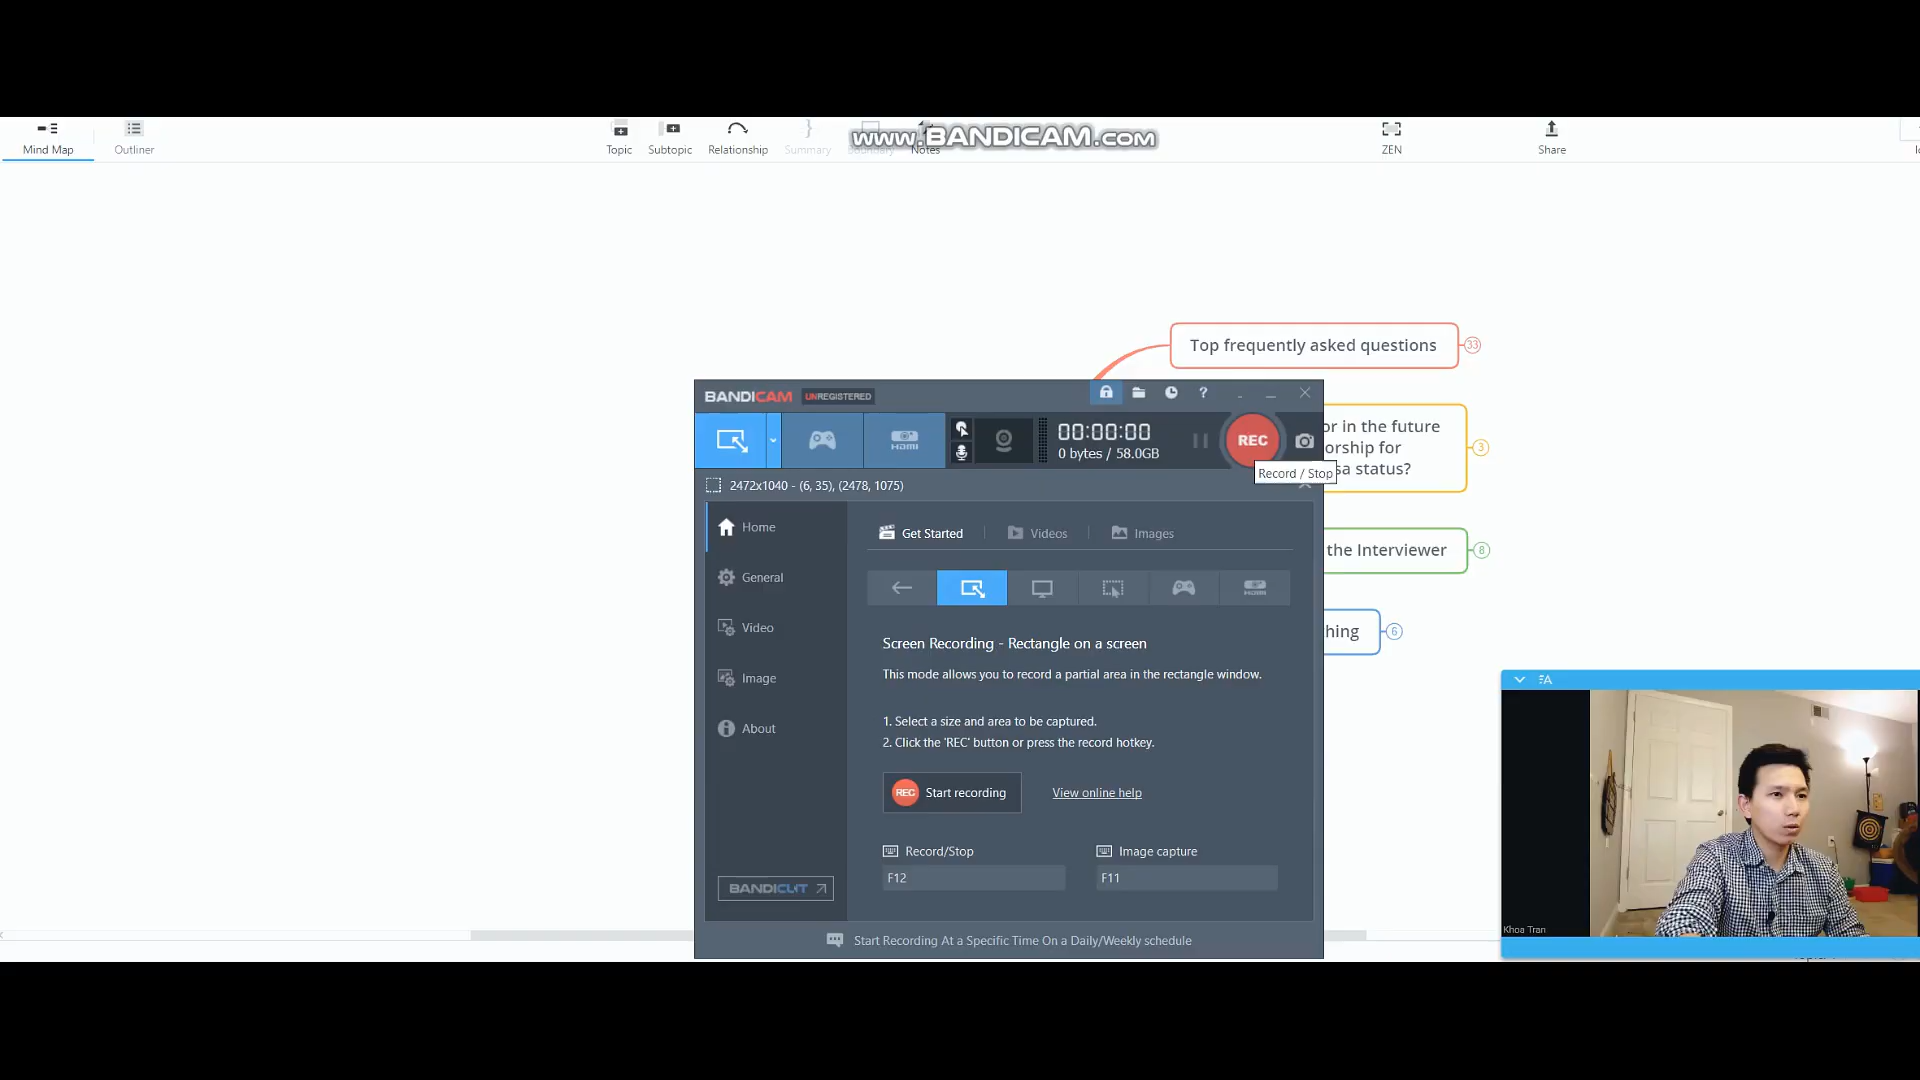 www.BANDICAM.com
Mind Map
Outliner
Topic
Subtopic
Relationship
Summary
Notes
ZEN
Share
Top frequently asked questions
33
or in the future
orship for
sa status?
3
the Interviewer
8
hing
6
BANDICAM
UNREGISTERED
?
HDMI
00:00:00
0 bytes / 58.0GB
REC
Record / Stop
2472x1040 - (6, 35), (2478, 1075)
Home
General
Video
Image
About
BANDICUT
Get Started
Videos
Images
HDMI
Screen Recording - Rectangle on a screen
This mode allows you to record a partial area in the rectangle window.
1. Select a size and area to be captured.
2. Click the 'REC' button or press the record hotkey.
REC
Start recording
View online help
Record/Stop
F12
Image capture
F11
Start Recording At a Specific Time On a Daily/Weekly schedule
Khoa Tran